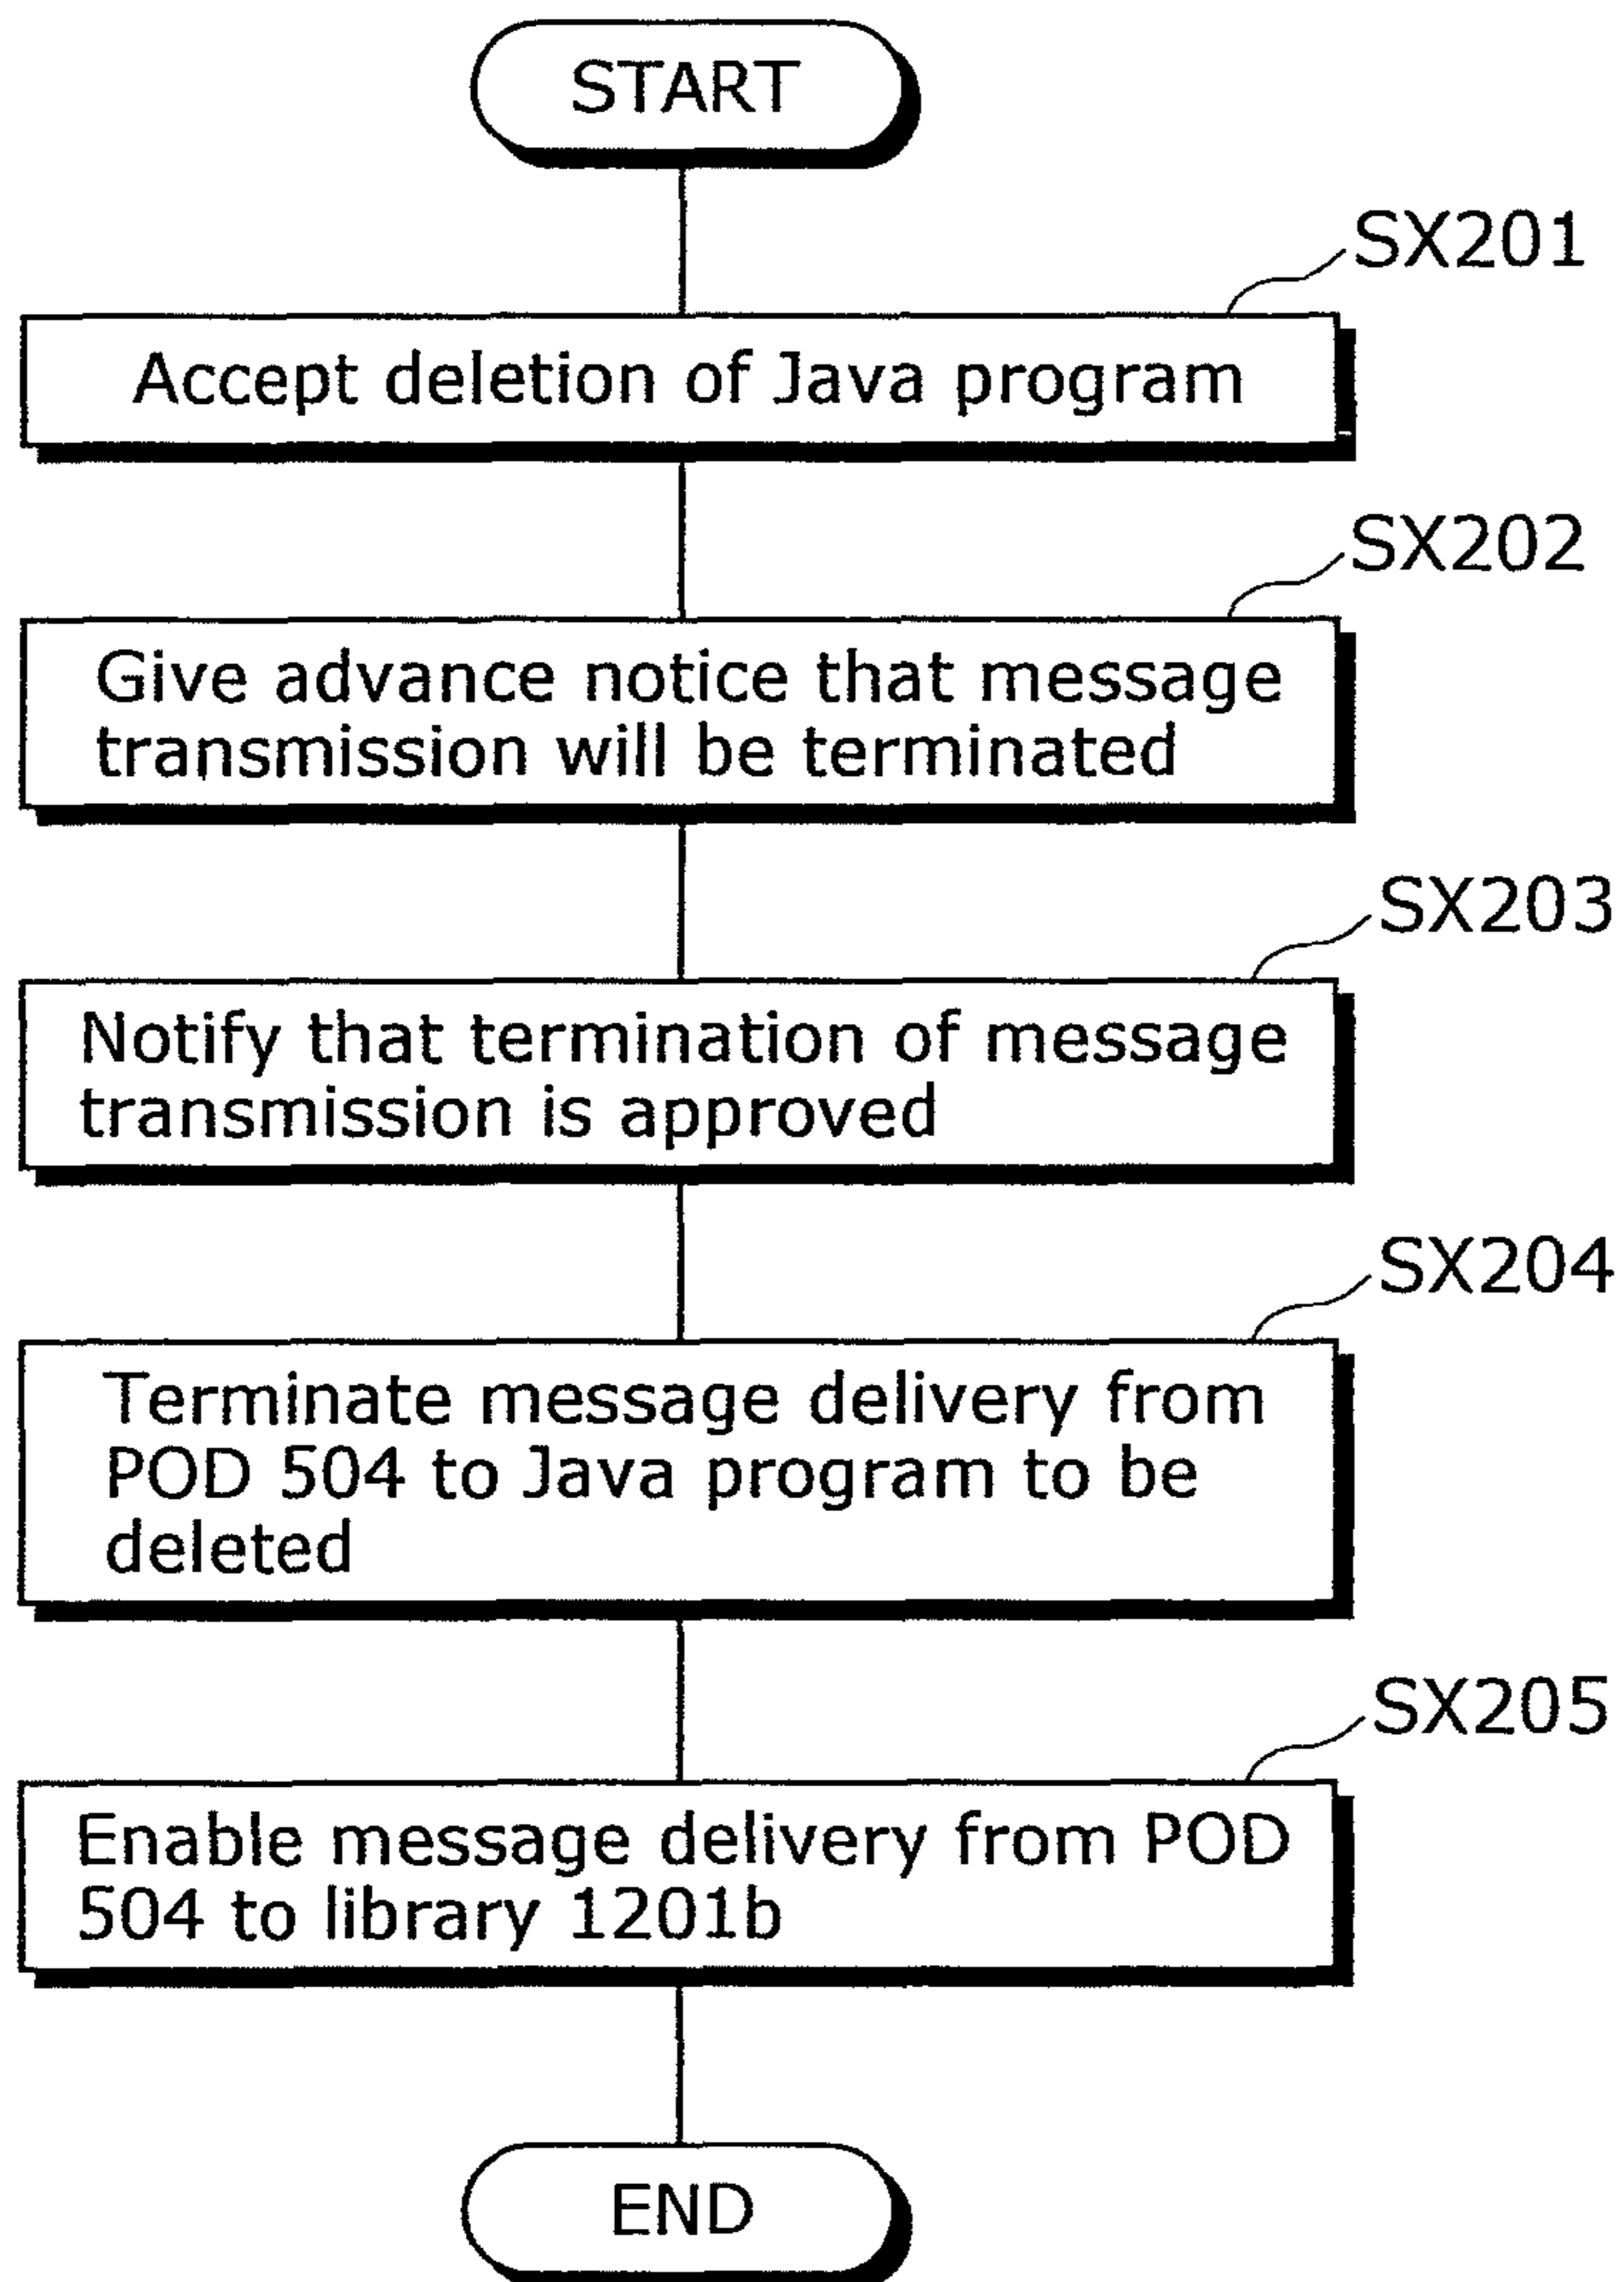 START
SX201
Accept deletion of Java program
SX202
Give advance notice that message
transmission will be terminated
SX203
Notify that termination of message
transmission is approved
SX204
Terminate message delivery from
POD 504 to Java program to be
deleted
SX205
Enable message delivery from POD
504 to library 1201b
END